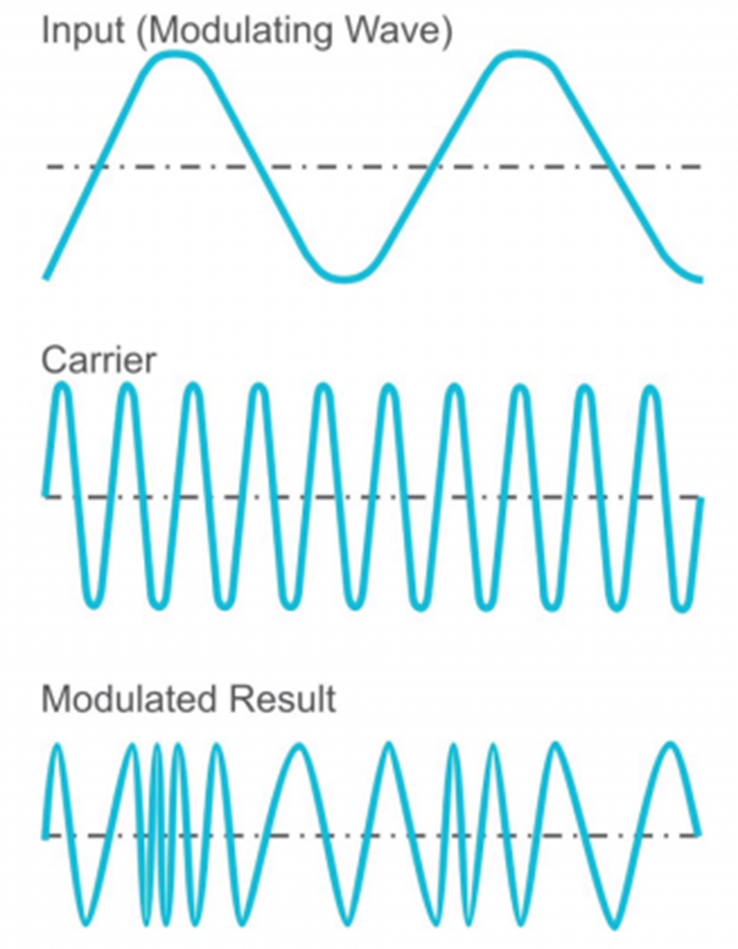 Input (Modulating Wave)
Carrier
Modulated Result